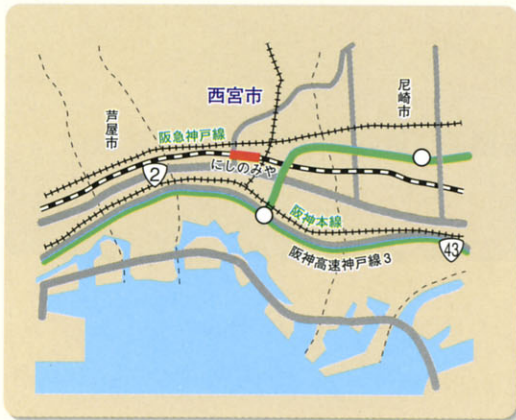 西宮市
尼崎市
芦屋市
阪急神戸線
にしのみや
2
阪神本線
阪神高速神戸線3
43